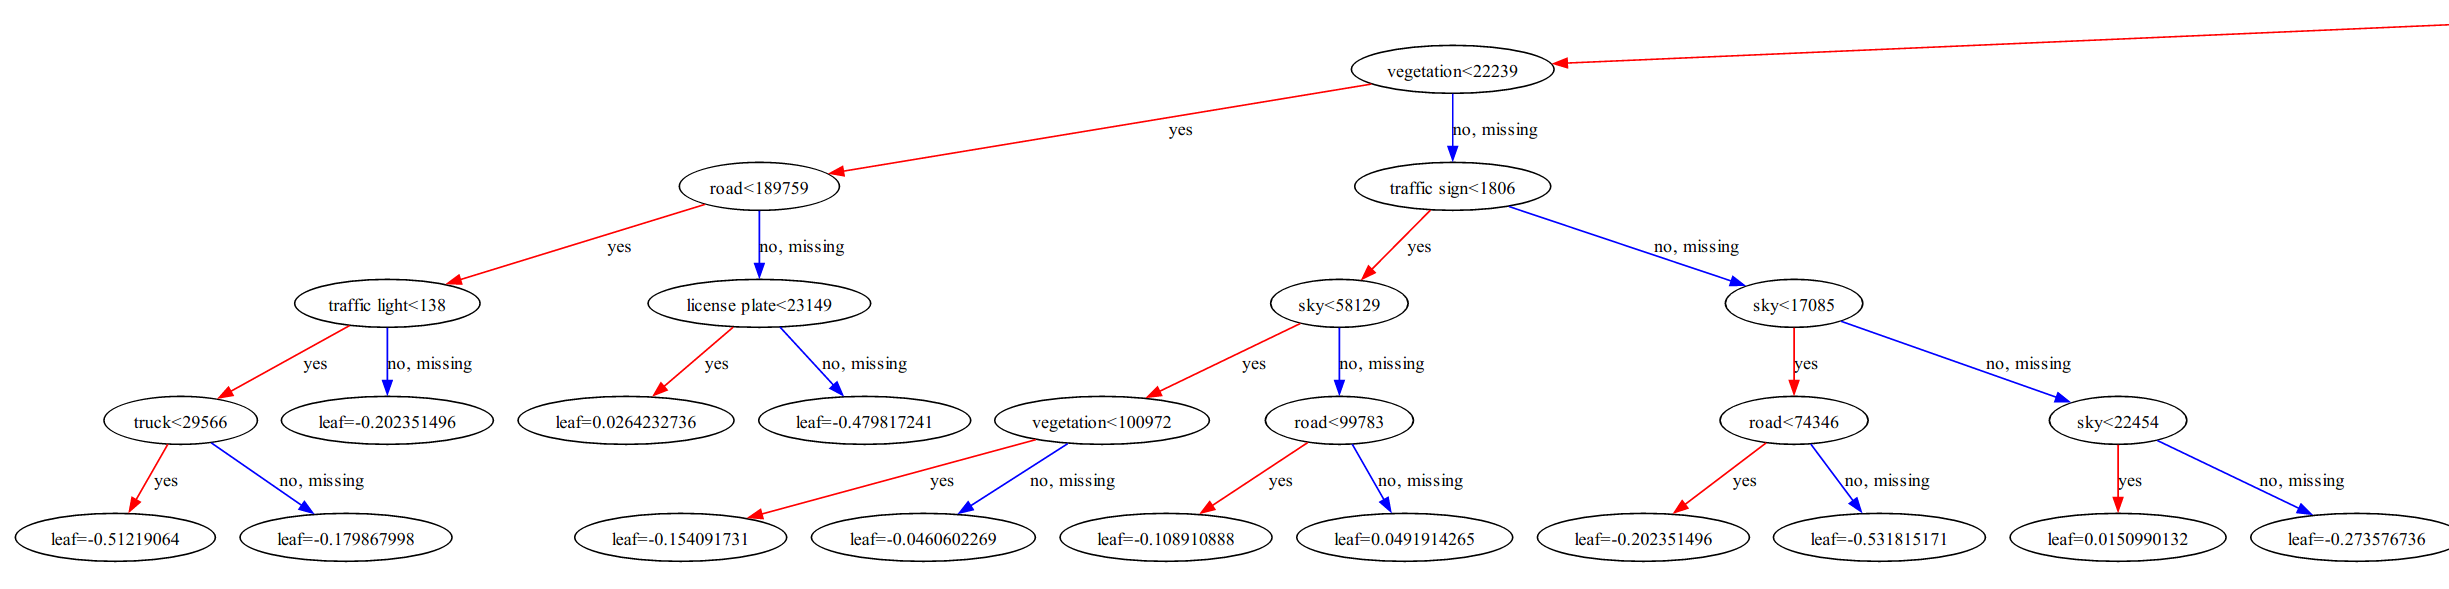 vegetation<22239
yes
no, missing
road<189759
traffic sign<1806
yes
no, missing
yes
no, missing
traffic light<138
license plate<23149
sky<58129
sky<17085
yes
no, missing
yes
no, missing
yes
no, missing
yes
no, missing
truck<29566
leaf=-0.202351496
leaf=0.0264232736
leaf=-0.479817241
vegetation<100972
road<99783
road<74346
sky<22454
yes
no, missing
yes
no, missing
yes
no, missing
yes
no, missing
yes
no, missing
leaf=-0.51219064
leaf=-0.179867998
leaf=-0.154091731
leaf=-0.0460602269
leaf=-0.108910888
leaf=0.0491914265
leaf=-0.202351496
leaf=-0.531815171
leaf=0.0150990132
leaf=-0.273576736